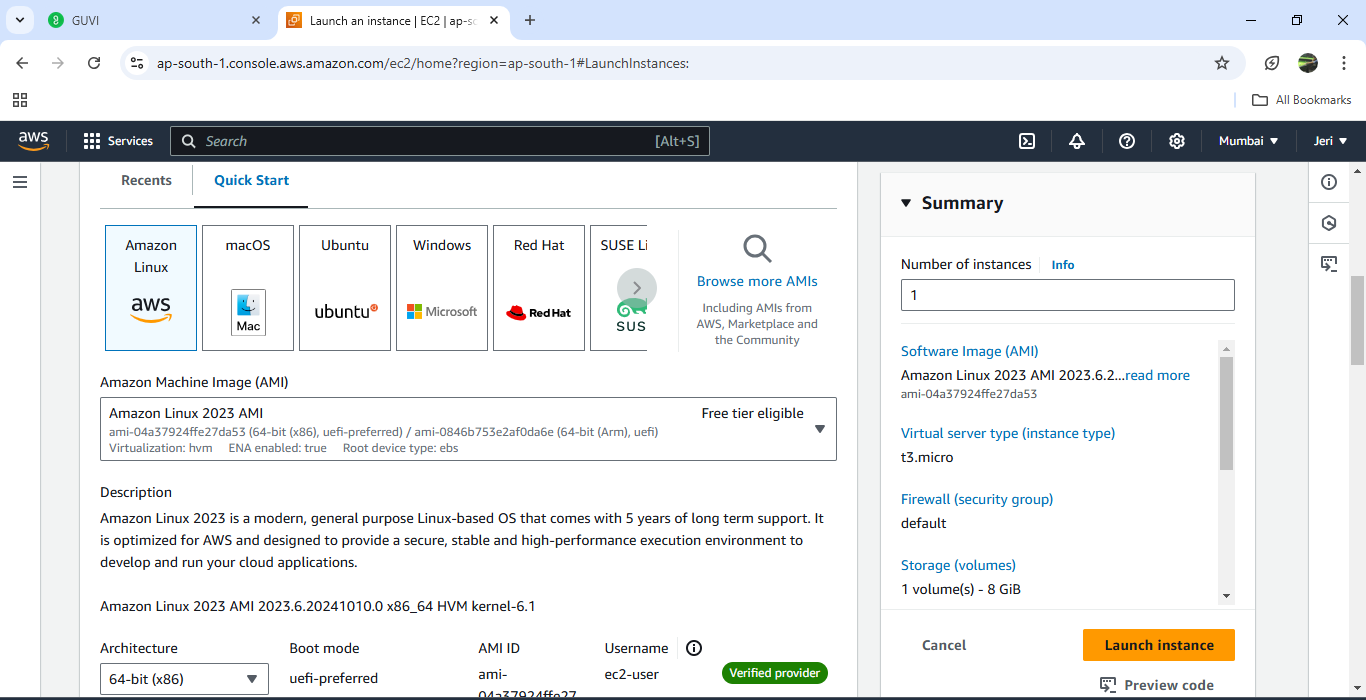 GUVI
Launch an instance | EC2 | ap-sc
ap-south-1.console.aws.amazon.com/ec2/home?region=ap-south-1#LaunchInstances:
All Bookmarks
aws
Services
Search
[Alt+S]
Mumbai
Jeri
Recents
Quick Start
Amazon
Linux
aws
macOS
Mac
Ubuntu
ubuntu
Windows
Microsoft
Red Hat
Red Hat
SUSE Li
SUS
Browse more AMIs
Including AMIs from
AWS, Marketplace and
the Community
Amazon Machine Image (AMI)
Amazon Linux 2023 AMI
Free tier eligible
ami-04a37924ffe27da53 (64-bit (x86), uefi-preferred) / ami-0846b753e2af0da6e (64-bit (Arm), uefi)
Virtualization: hvm ENA enabled: true Root device type: ebs
Description
Amazon Linux 2023 is a modern, general purpose Linux-based OS that comes with 5 years of long term support. It
is optimized for AWS and designed to provide a secure, stable and high-performance execution environment to
develop and run your cloud applications.
Amazon Linux 2023 AMI 2023.6.20241010.0 x86_64 HVM kernel-6.1
Architecture
64-bit (x86)
Boot mode
uefi-preferred
AMI ID
ami-
04a37924ffe27
Username
ec2-user
Verified provider
Summary
Number of instances
Info
1
Software Image (AMI)
Amazon Linux 2023 AMI 2023.6.2...read more
ami-04a37924ffe27da53
Virtual server type (instance type)
t3.micro
Firewall (security group)
default
Storage (volumes)
1 volume(s) - 8 GiB
Cancel
Launch instance
Preview code